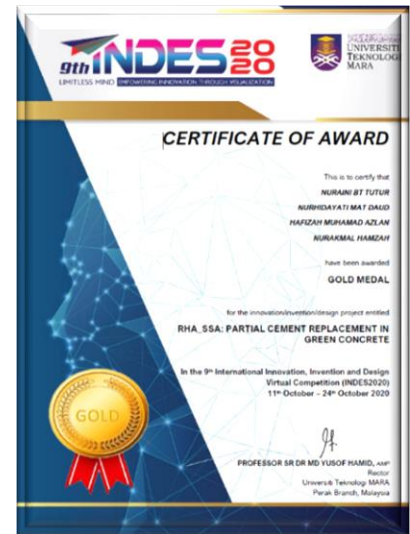 9th iNDES 2020
LIMITLESS MIND EMPOWERING INNOVATION THROUGH VISUALIZATION
UNIVERSITI
TEKNOLOGI
MARA
CERTIFICATE OF AWARD
This is to certify that
NURAINI BT TUTUR
NURHIDAYATI MAT DAUD
HAFIZAH MUHAMAD AZLAN
NURAKMAL HAMZAH
have been awarded
GOLD MEDAL
for the innovation/invention/design project entitled
RHA_SSA: PARTIAL CEMENT REPLACEMENT IN
GREEN CONCRETE
In the 9th International Innovation, Invention and Design
Virtual Competition (INDES2020)
11th October – 24th October 2020
GOLD
PROFESSOR SR DR MD YUSOF HAMID, AMP
Rector
Universiti Teknologi MARA
Perak Branch, Malaysia